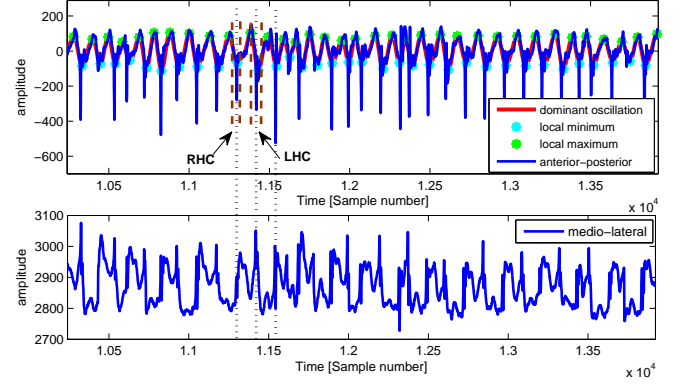 200
0
−200
−400
−600
amplitude
RHC
LHC
dominant oscillation
local minimum
local maximum
anterior−posterior
1.05
1.1
1.15
1.2
1.25
1.3
1.35
Time [Sample number]
x 10^4
3100
3000
2900
2800
2700
amplitude
medio−lateral
1.05
1.1
1.15
1.2
1.25
1.3
1.35
Time [Sample number]
x 10^4